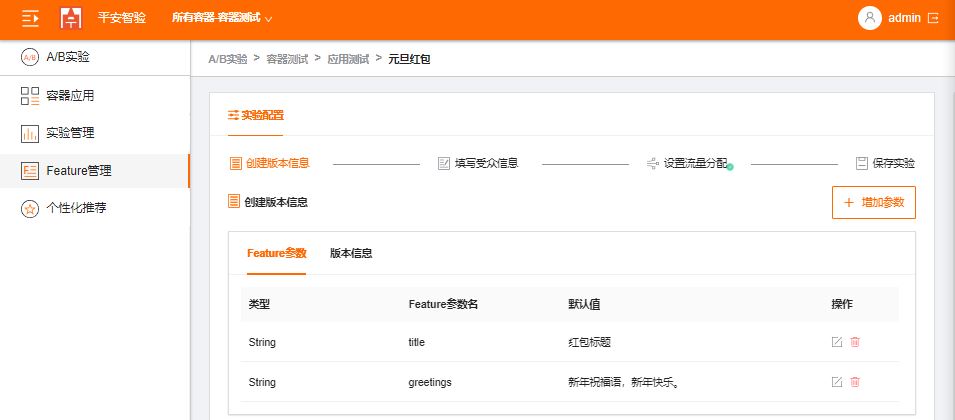 平安智验 所有容器-容器测试 admin
A/B A/B实验
容器应用
实验管理
Feature管理
个性化推荐
A/B实验 > 容器测试 > 应用测试 > 元旦红包
实验配置
创建版本信息 填写受众信息 设置流量分配 保存实验
创建版本信息 + 增加参数
Feature参数 版本信息
类型 Feature参数名 默认值 操作
String title 红包标题
String greetings 新年祝福语，新年快乐。